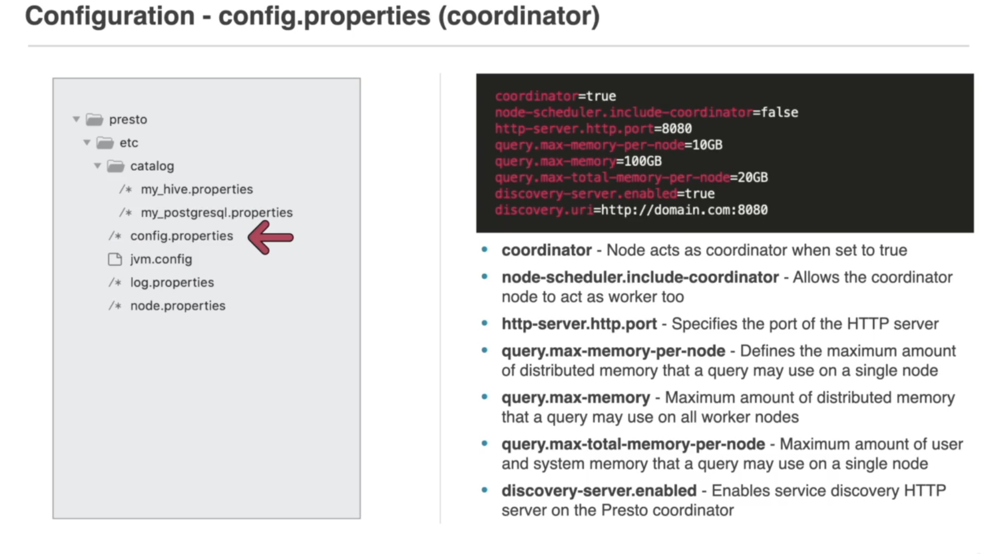 Configuration - config.properties (coordinator)
presto
etc
catalog
/* my_hive.properties
/* my_postgresql.properties
/* config.properties
jvm.config
/* log.properties
/* node.properties
coordinator=true
node-scheduler.include-coordinator=false
http-server.http.port=8080
query.max-memory-per-node=10GB
query.max-memory=100GB
query.max-total-memory-per-node=20GB
discovery-server.enabled=true
discovery.uri=http://domain.com:8080
• coordinator - Node acts as coordinator when set to true
• node-scheduler.include-coordinator - Allows the coordinator
node to act as worker too
• http-server.http.port - Specifies the port of the HTTP server
• query.max-memory-per-node - Defines the maximum amount
of distributed memory that a query may use on a single node
• query.max-memory - Maximum amount of distributed memory
that a query may use on all worker nodes
• query.max-total-memory-per-node - Maximum amount of user
and system memory that a query may use on a single node
• discovery-server.enabled - Enables service discovery HTTP
server on the Presto coordinator